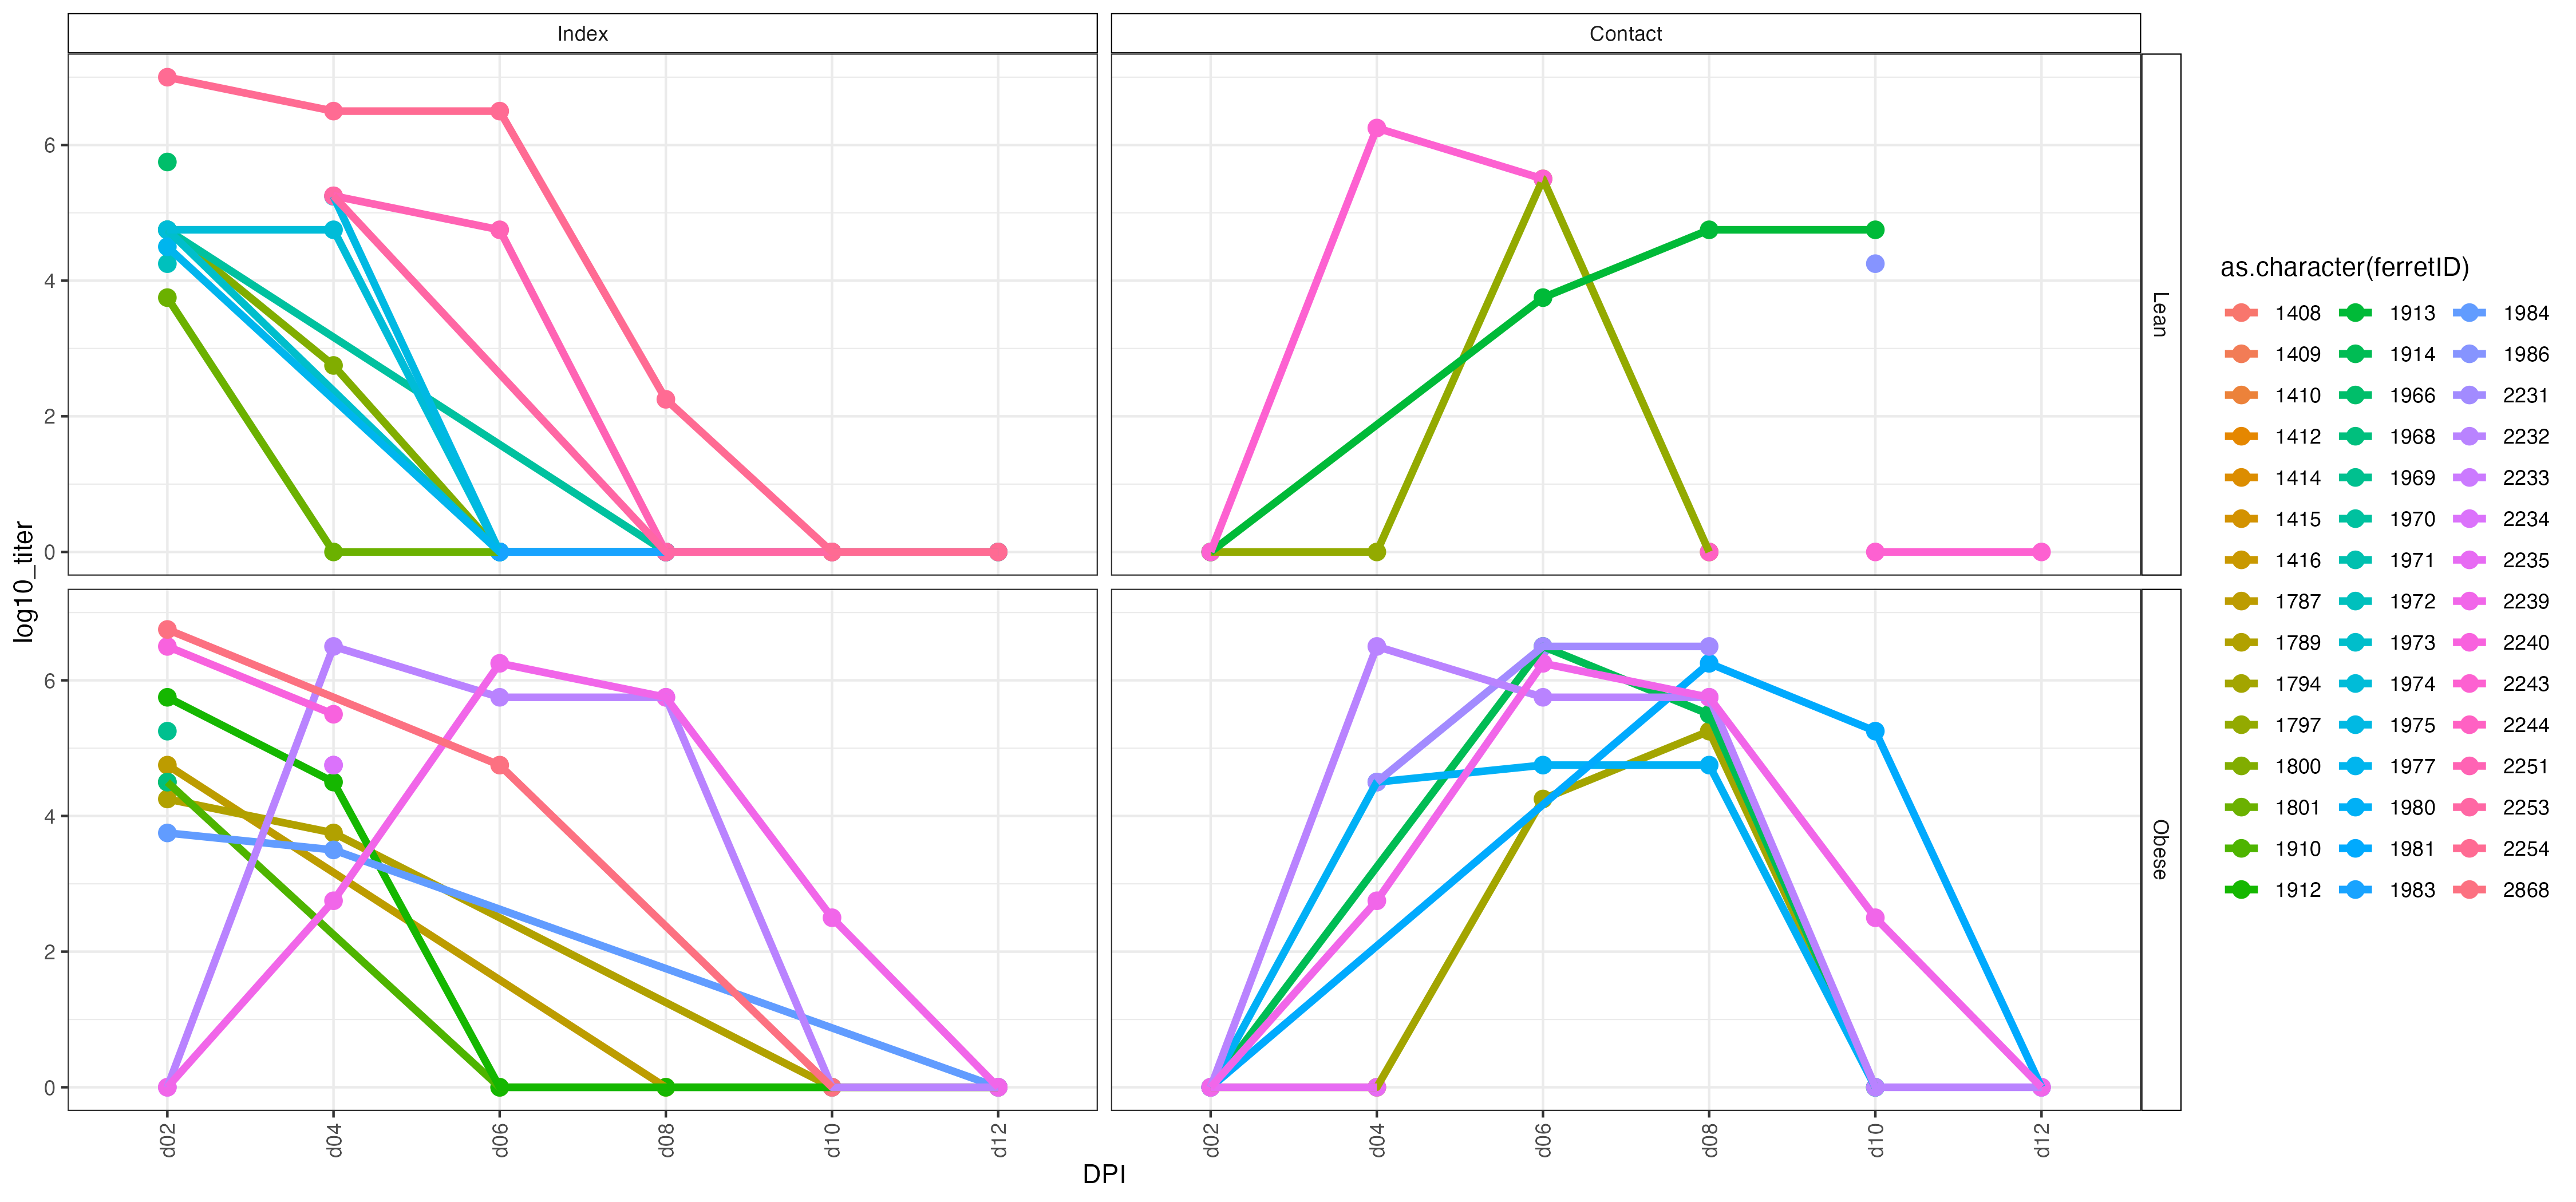 Index
Contact
Lean
Obese
log10_titer
6
4
2
0
6
4
2
0
d02
d04
d06
d08
d10
d12
d02
d04
d06
d08
d10
d12
DPI
as.character(ferretID)
1408
1409
1410
1412
1414
1415
1416
1787
1789
1794
1797
1800
1801
1910
1912
1913
1914
1966
1968
1969
1970
1971
1972
1973
1974
1975
1977
1980
1981
1983
1984
1986
2231
2232
2233
2234
2235
2239
2240
2243
2244
2251
2253
2254
2868